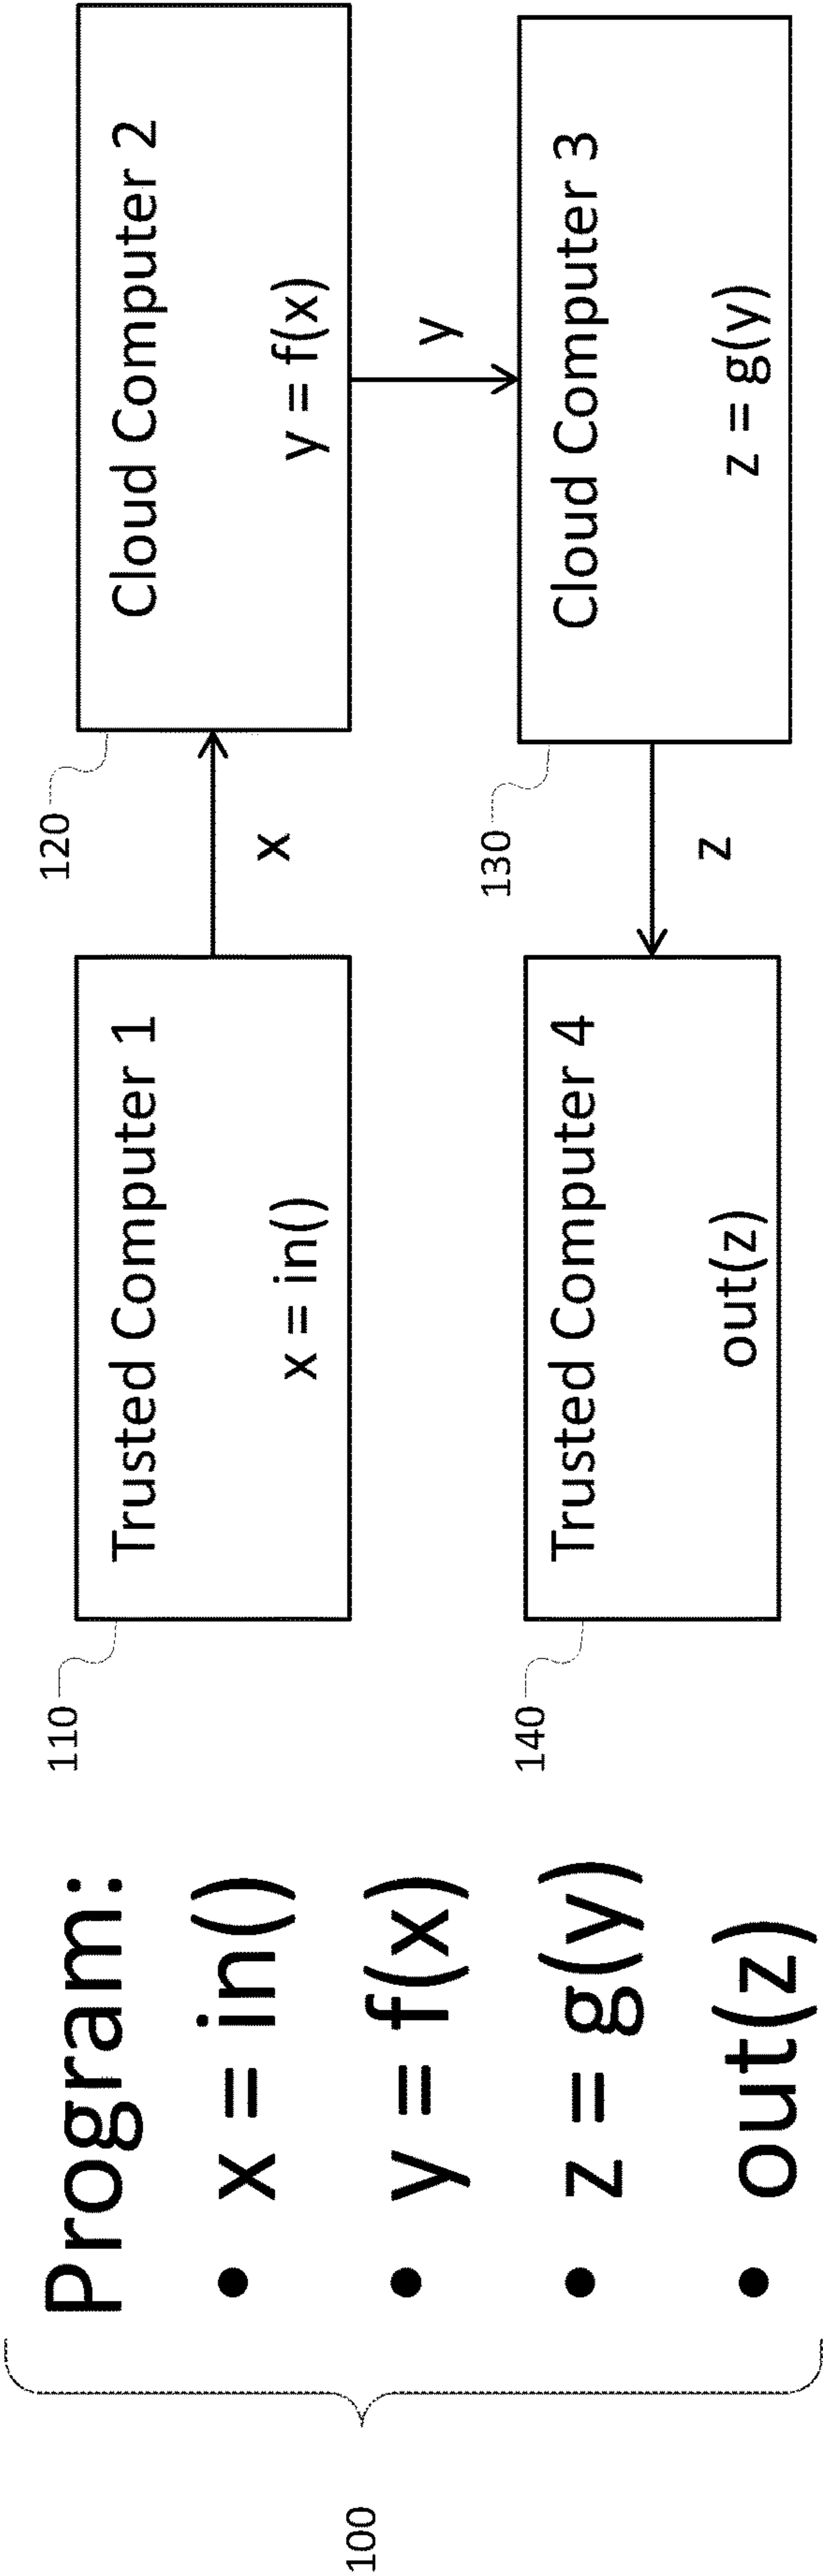 100
Program:
• x = in()
• y = f(x)
• z = g(y)
• out(z)
110
Trusted Computer 1
x = in()
x
120
Cloud Computer 2
y = f(x)
y
130
Cloud Computer 3
z = g(y)
z
140
Trusted Computer 4
out(z)